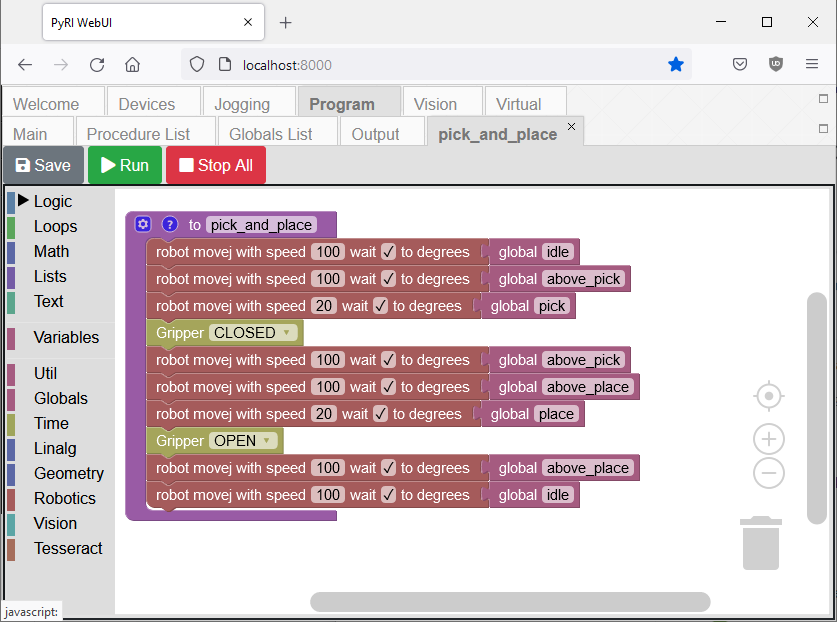 PyRI WebUI
localhost:8000
Welcome Devices Jogging Program Vision Virtual
Main Procedure List Globals List Output pick_and_place
Save Run Stop All
Logic
Loops
Math
Lists
Text
Variables
Util
Globals
Time
Linalg
Geometry
Robotics
Vision
Tesseract
? to pick_and_place
robot movej with speed 100 wait ✓ to degrees global idle
robot movej with speed 100 wait ✓ to degrees global above_pick
robot movej with speed 20 wait ✓ to degrees global pick
Gripper CLOSED ▾
robot movej with speed 100 wait ✓ to degrees global above_pick
robot movej with speed 100 wait ✓ to degrees global above_place
robot movej with speed 20 wait ✓ to degrees global place
Gripper OPEN ▾
robot movej with speed 100 wait ✓ to degrees global above_place
robot movej with speed 100 wait ✓ to degrees global idle
javascript: